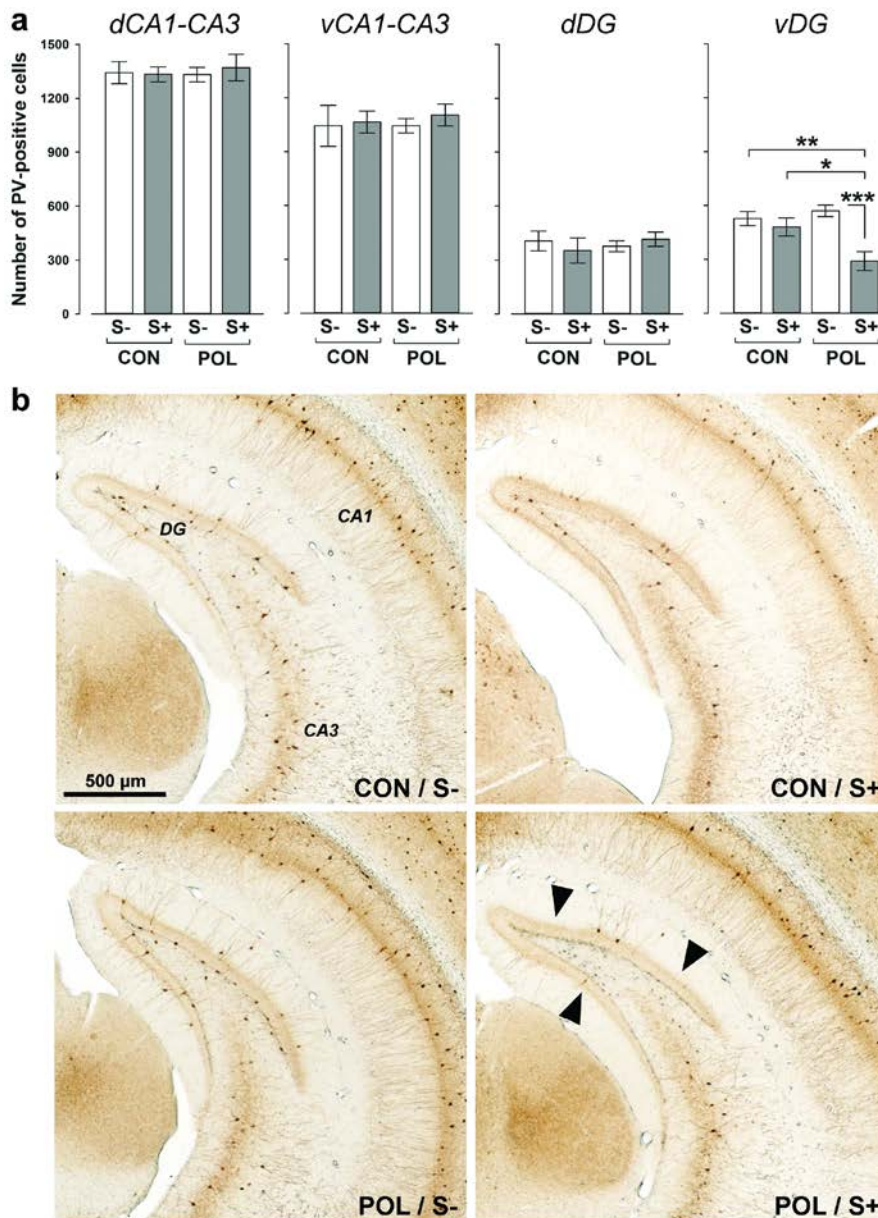 a
dCA1-CA3 vCA1-CA3 dDG vDG
Number of PV-positive cells
1500
1200
900
600
300
0
** 
*
***
S- S+ S- S+ S- S+ S- S+ S- S+ S- S+ S- S+ S- S+
CON POL CON POL CON POL CON POL
b
DG
CA1
CA3
500 µm
CON / S-
CON / S+
POL / S-
POL / S+